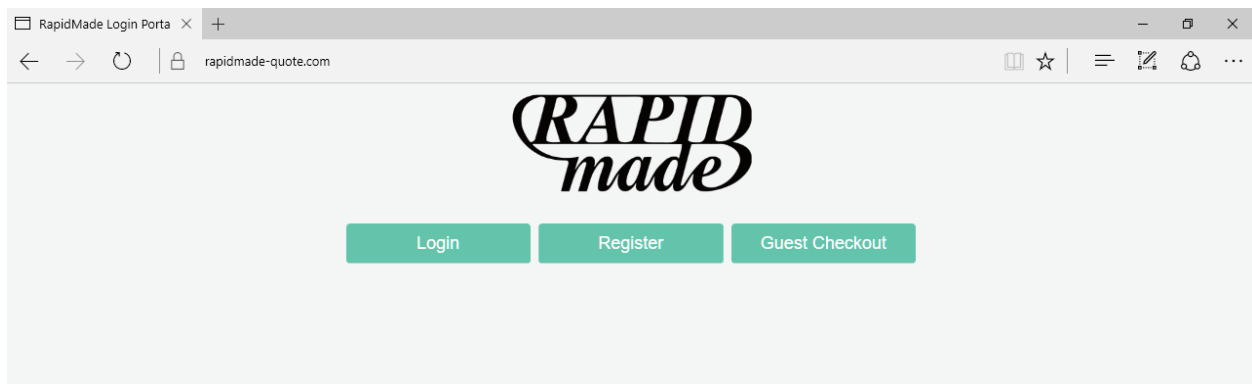 RapidMade Login Porta
rapidmade-quote.com
RAPID
made
Login
Register
Guest Checkout